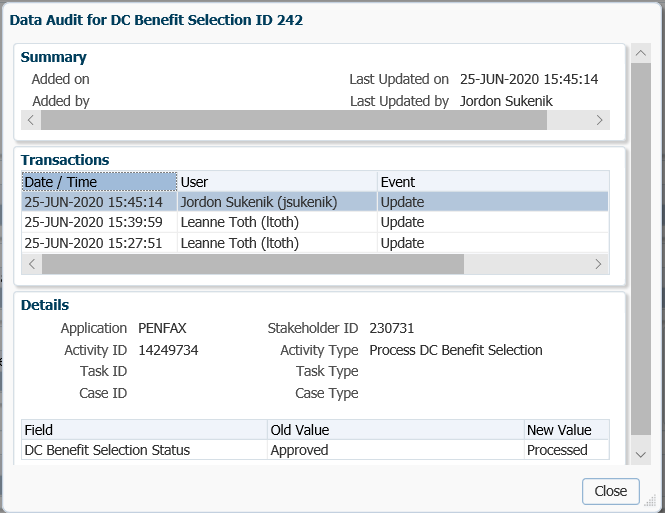 Data Audit for DC Benefit Selection ID 242
Summary
Added on Last Updated on 25-JUN-2020 15:45:14
Added by Last Updated by Jordon Sukenik
Transactions
Date / Time User Event
25-JUN-2020 15:45:14 Jordon Sukenik (jsukenik) Update
25-JUN-2020 15:39:59 Leanne Toth (ltoth) Update
25-JUN-2020 15:27:51 Leanne Toth (ltoth) Update
Details
Application PENFAX Stakeholder ID 230731
Activity ID 14249734 Activity Type Process DC Benefit Selection
Task ID Task Type
Case ID Case Type
Field Old Value New Value
DC Benefit Selection Status Approved Processed
Close